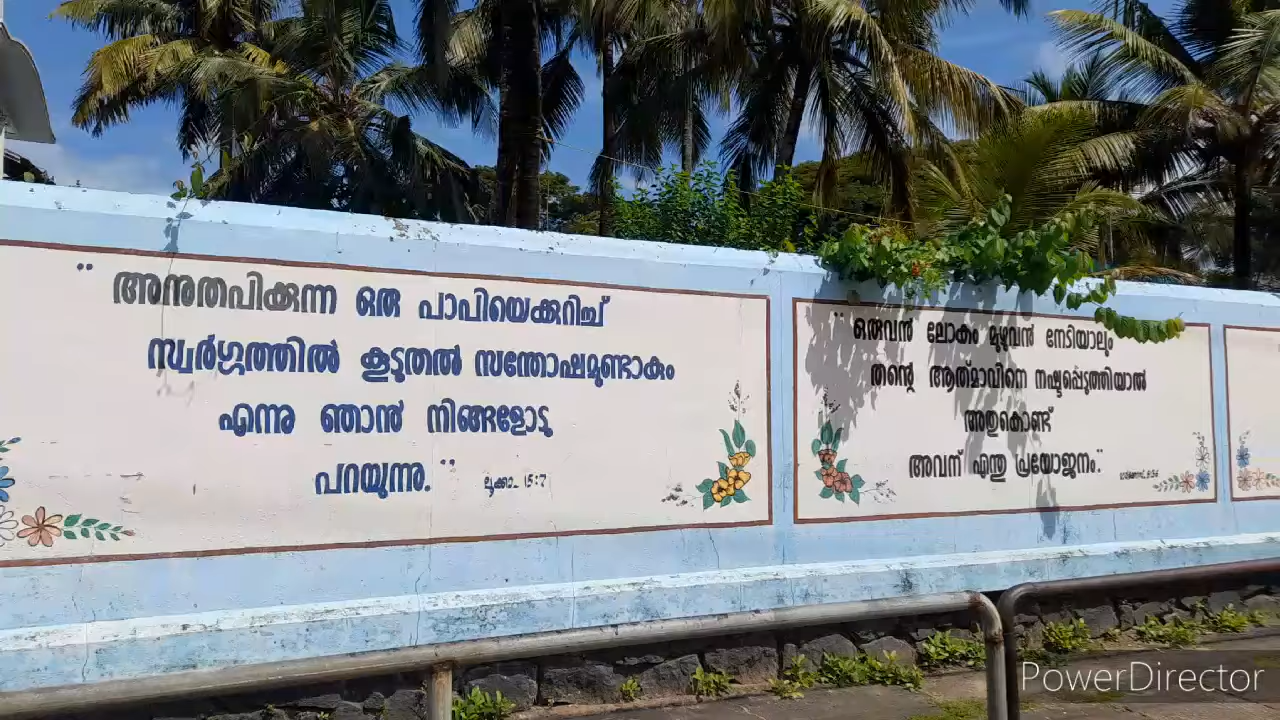 " അനുതപിക്കുന്ന ഒരു പാപിയെക്കുറിച്ച്
സ്വർഗ്ഗത്തിൽ കൂടുതൽ സന്തോഷമുണ്ടാകും
എന്നു ഞാൻ നിങ്ങളോടു
പറയുന്നു. " ലൂക്കാ 15:7
" ഒരുവൻ ലോകം മുഴുവൻ നേടിയാലും
തന്റെ ആത്മാവിനെ നഷ്ടപ്പെടുത്തിയാൽ
അതുകൊണ്ട്
അവന് എന്തു പ്രയോജനം."
PowerDirector